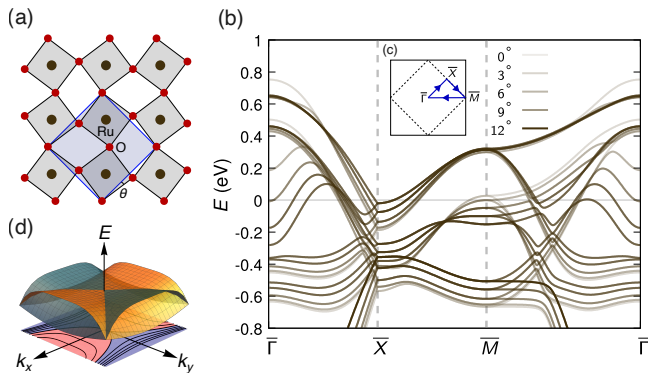 (a)
Ru
O
θ
(b)
E (eV)
1
0.8
0.6
0.4
0.2
0
-0.2
-0.4
-0.6
-0.8
Γ̅
X̅
M̅
Γ̅
(c)
X̅
Γ̅
M̅
0°
3°
6°
9°
12°
(d)
E
kₓ
k_y